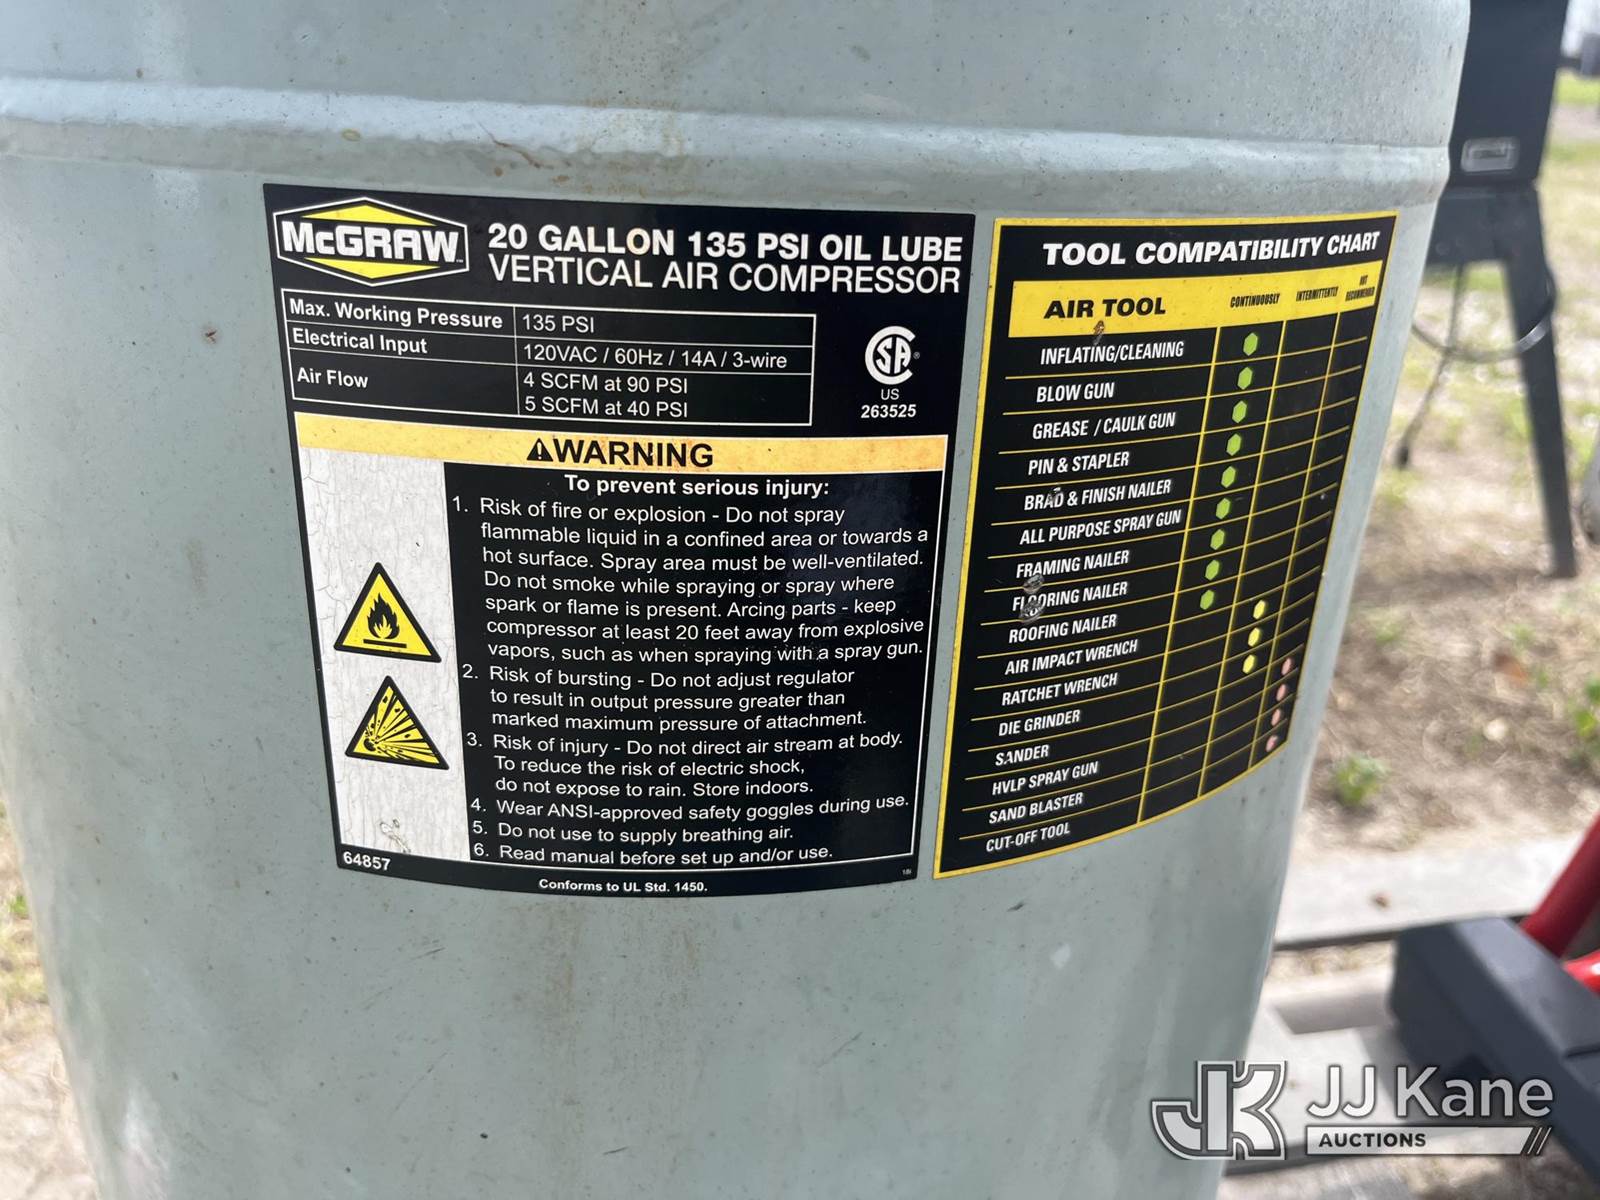 McGRAW
20 GALLON 135 PSI OIL LUBE
VERTICAL AIR COMPRESSOR
Max. Working Pressure 135 PSI
Electrical Input 120VAC / 60Hz / 14A / 3-wire
Air Flow 4 SCFM at 90 PSI
5 SCFM at 40 PSI
SA ®
US
263525
WARNING
To prevent serious injury:
1. Risk of fire or explosion - Do not spray
flammable liquid in a confined area or towards a
hot surface. Spray area must be well-ventilated.
Do not smoke while spraying or spray where
spark or flame is present. Arcing parts - keep
compressor at least 20 feet away from explosive
vapors, such as when spraying with a spray gun.
2. Risk of bursting - Do not adjust regulator
to result in output pressure greater than
marked maximum pressure of attachment.
3. Risk of injury - Do not direct air stream at body.
To reduce the risk of electric shock,
do not expose to rain. Store indoors.
4. Wear ANSI-approved safety goggles during use.
5. Do not use to supply breathing air.
6. Read manual before set up and/or use.
64857
Conforms to UL Std. 1450.
TOOL COMPATIBILITY CHART
AIR TOOL CONTINUOUSLY INTERMITTENTLY NOT RECOMMENDED
INFLATING/CLEANING
BLOW GUN
GREASE / CAULK GUN
PIN & STAPLER
BRAD & FINISH NAILER
ALL PURPOSE SPRAY GUN
FRAMING NAILER
FLOORING NAILER
ROOFING NAILER
AIR IMPACT WRENCH
RATCHET WRENCH
DIE GRINDER
SANDER
HVLP SPRAY GUN
SAND BLASTER
CUT-OFF TOOL
JK JJ Kane
AUCTIONS